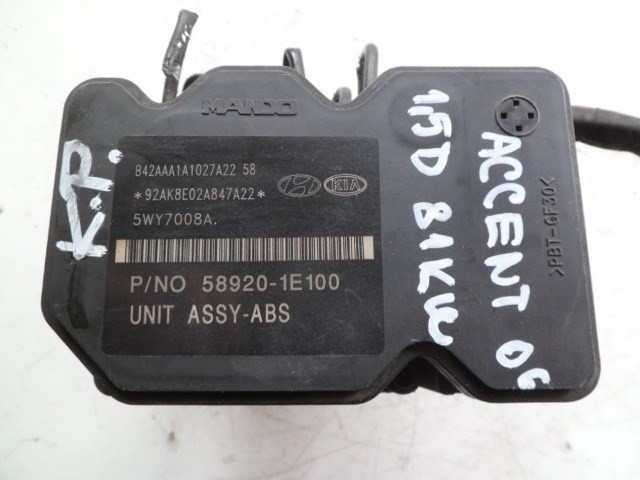 MANDO
B42AAA1A1027A22 58
*92AK8E02A847A22*
KIA
5WY7008A.
P/NO 58920-1E100
UNIT ASSY-ABS
K.P.
1,5D 81KW
ACCENT 06
>PBT-GF30<